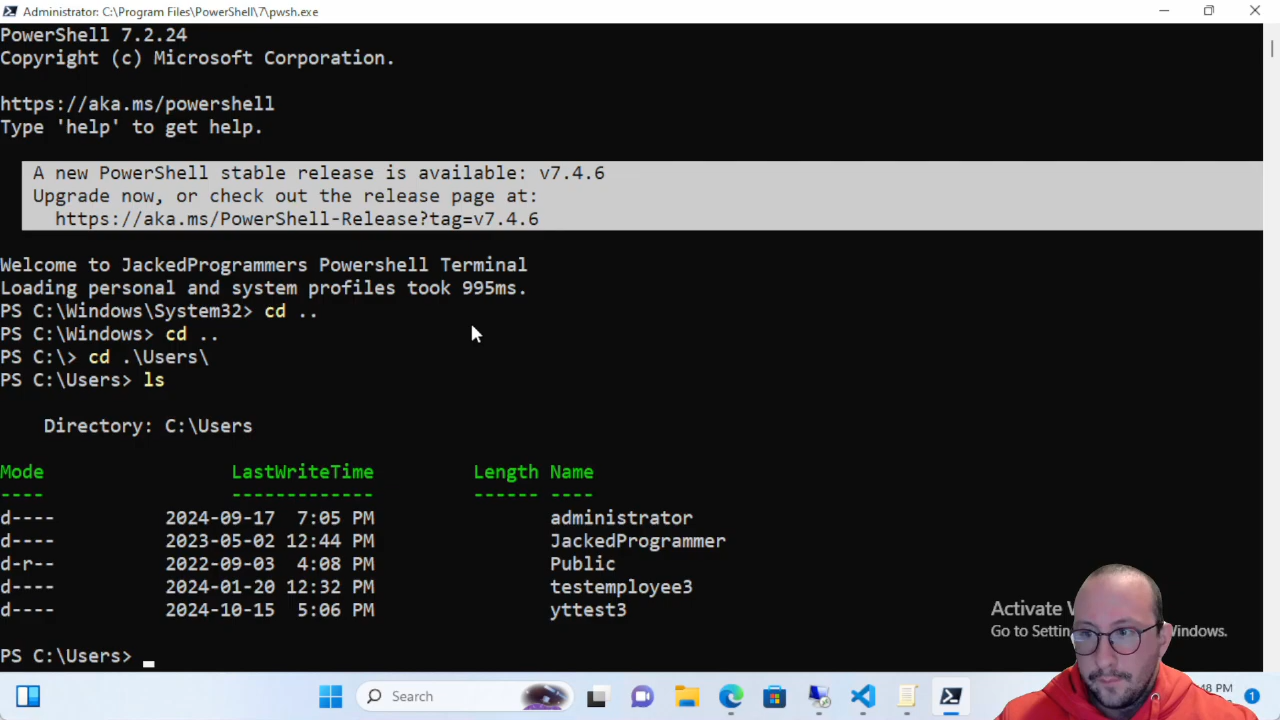 Administrator: C:\Program Files\PowerShell\7\pwsh.exe
PowerShell 7.2.24
Copyright (c) Microsoft Corporation.
https://aka.ms/powershell
Type 'help' to get help.
A new PowerShell stable release is available: v7.4.6
Upgrade now, or check out the release page at:
https://aka.ms/PowerShell-Release?tag=v7.4.6
Welcome to JackedProgrammers Powershell Terminal
Loading personal and system profiles took 995ms.
PS C:\Windows\System32> cd ..
PS C:\Windows> cd ..
PS C:\> cd .\Users\
PS C:\Users> ls
Directory: C:\Users
Mode LastWriteTime Length Name
---- ------------- ------ ----
d---- 2024-09-17 7:05 PM administrator
d---- 2023-05-02 12:44 PM JackedProgrammer
d-r-- 2022-09-03 4:08 PM Public
d---- 2024-01-20 12:32 PM testemployee3
d---- 2024-10-15 5:06 PM yttest3
Activate
Go to Windows.
PS C:\Users>
Search
PM
1